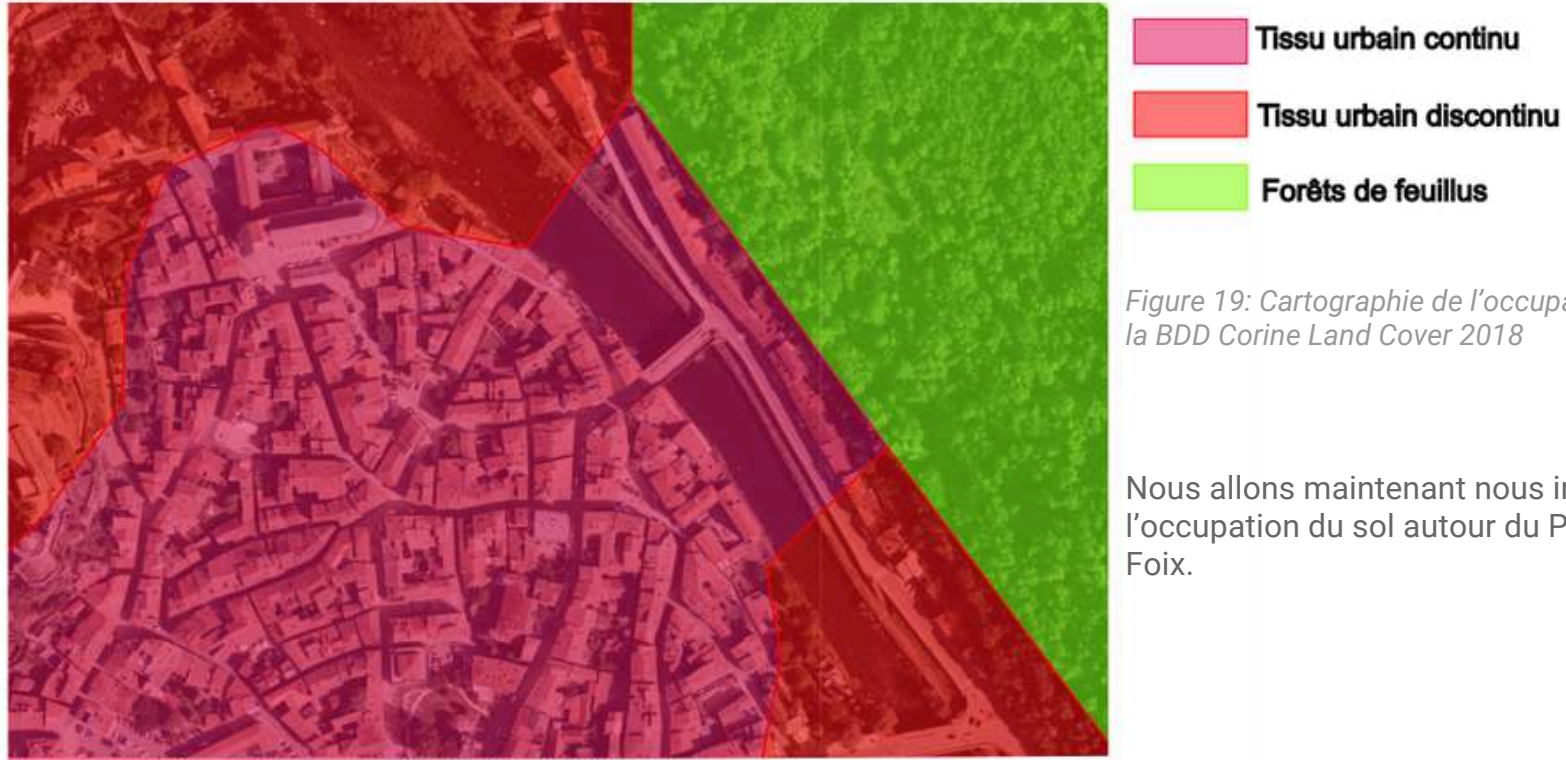 Tissu urbain continu
Tissu urbain discontinu
Forêts de feuillus
Figure 19: Cartographie de l'occupa
la BDD Corine Land Cover 2018
Nous allons maintenant nous in
l'occupation du sol autour du P
Foix.